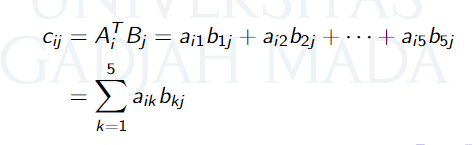 UNIVERSITAS
GADJAH MADA
c_{ij} = A_i^T B_j = a_{i1}b_{1j} + a_{i2}b_{2j} + ··· + a_{i5}b_{5j}
= \sum_{k=1}^{5} a_{ik}b_{kj}